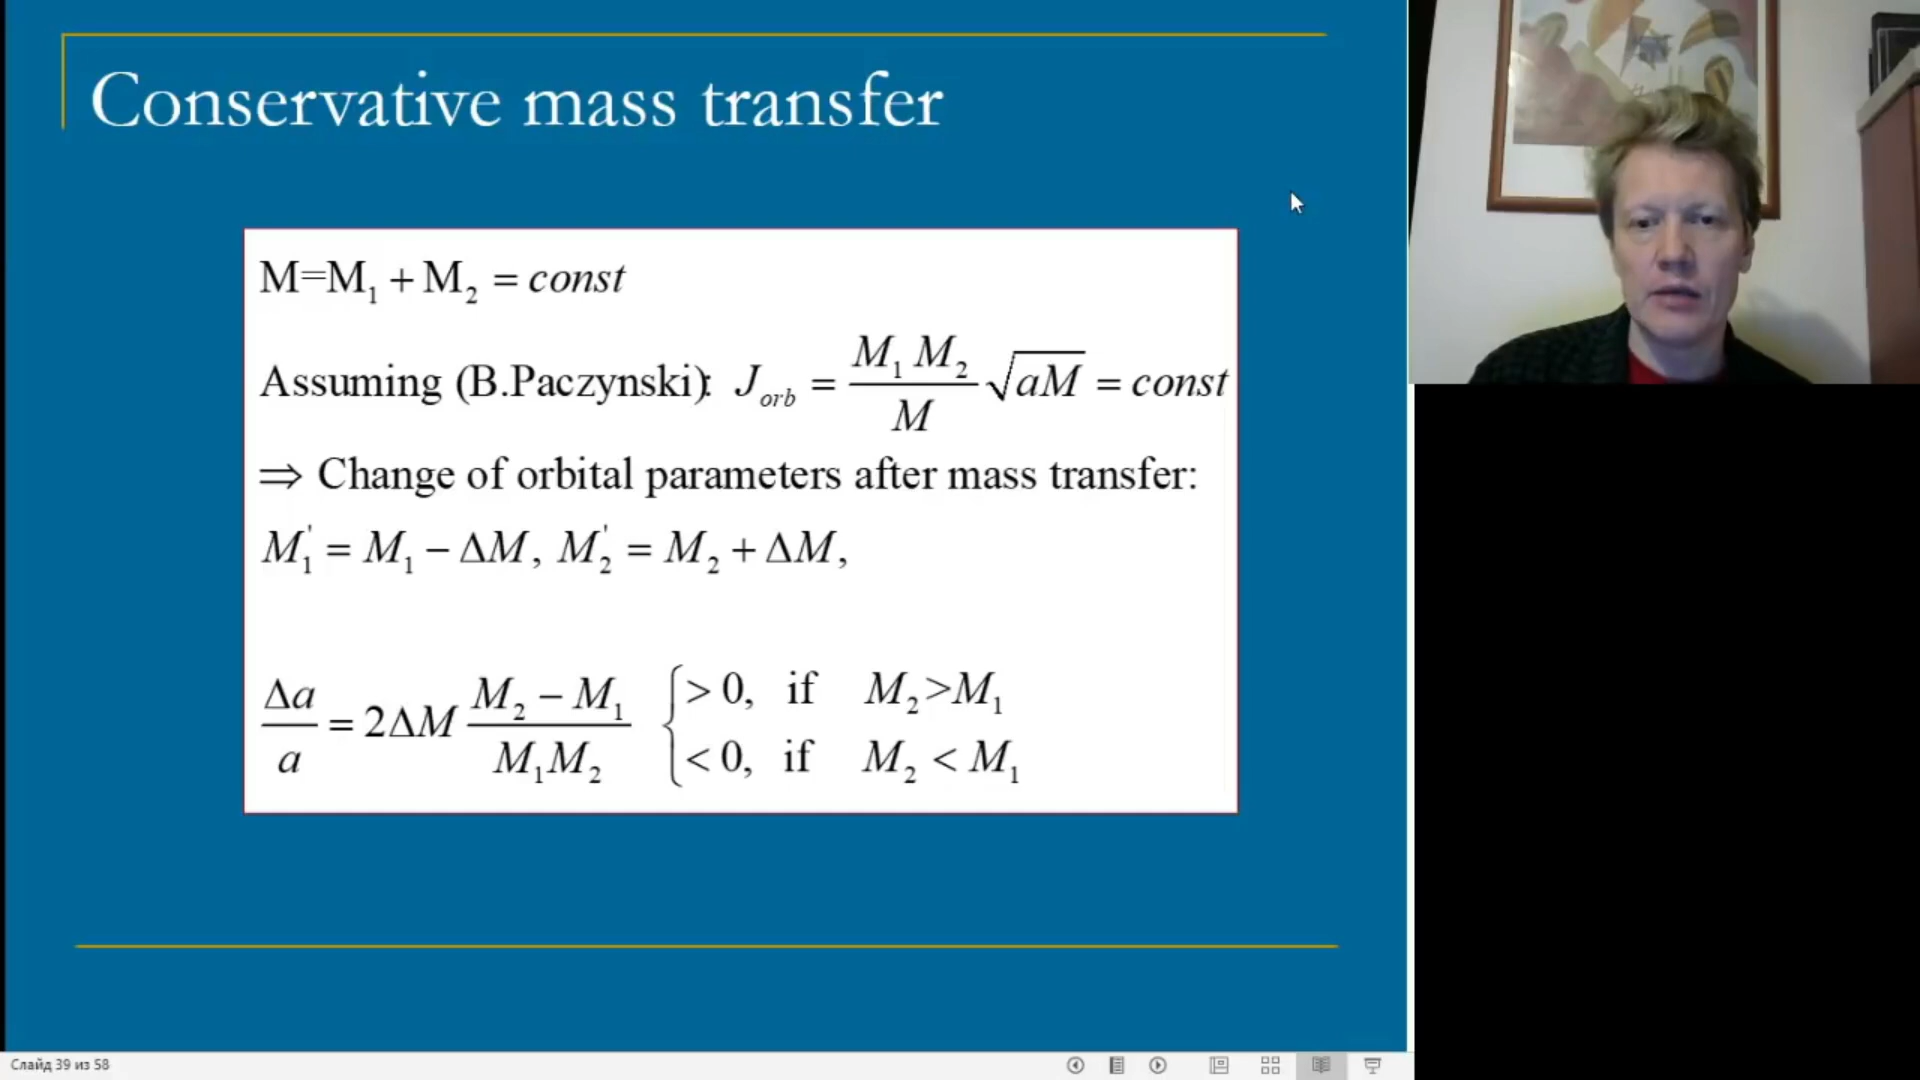 Conservative mass transfer
M=M₁ + M₂ = const
Assuming (B.Paczynski): J_orb = M₁ M₂ / M √aM = const
⇒ Change of orbital parameters after mass transfer:
M₁' = M₁ − ΔM, M₂' = M₂ + ΔM,
Δa / a = 2ΔM (M₂ − M₁) / (M₁M₂) { > 0, if M₂>M₁
< 0, if M₂ < M₁
Слайд 39 из 58